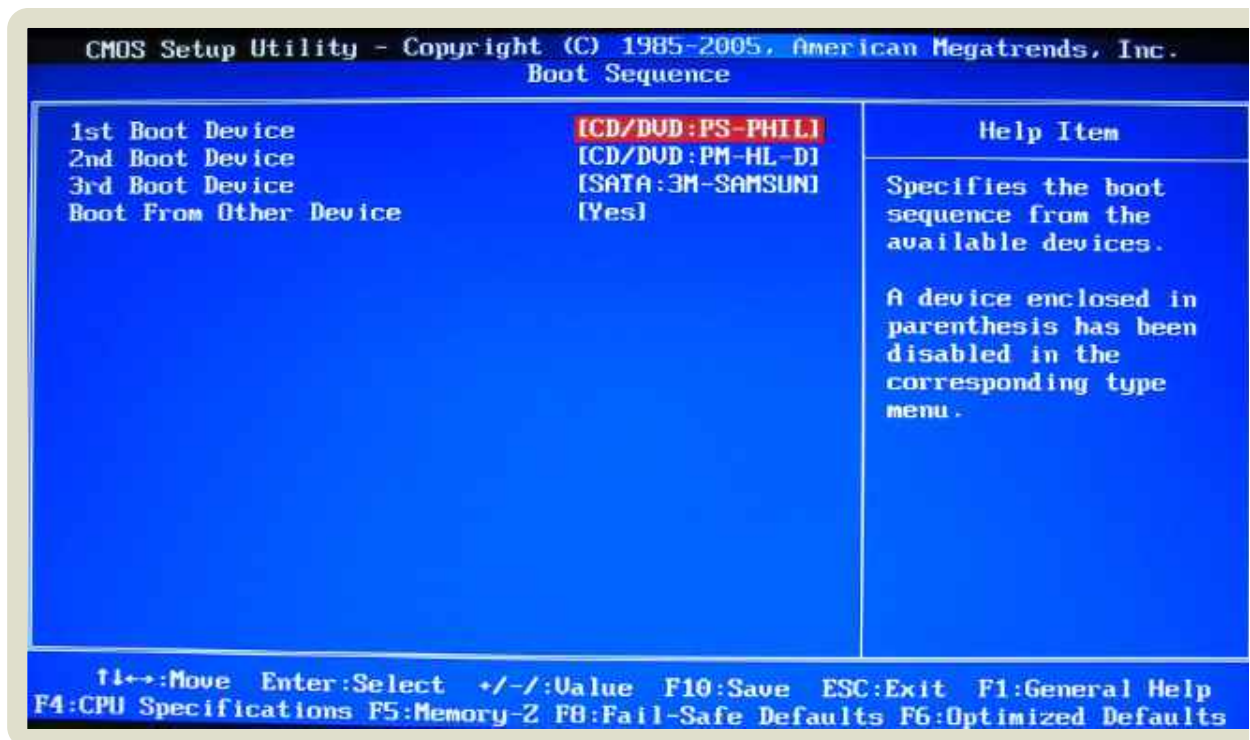 CMOS Setup Utility - Copyright (C) 1985-2005, American Megatrends, Inc.
Boot Sequence
1st Boot Device [CD/DVD:PS-PHIL]
2nd Boot Device [CD/DVD:PM-HL-D]
3rd Boot Device [SATA:3M-SAMSUN]
Boot From Other Device [Yes]
Help Item
Specifies the boot
sequence from the
available devices.
A device enclosed in
parenthesis has been
disabled in the
corresponding type
menu.
↑↓←→:Move Enter:Select +/-/:Value F10:Save ESC:Exit F1:General Help
F4:CPU Specifications F5:Memory-Z F8:Fail-Safe Defaults F6:Optimized Defaults